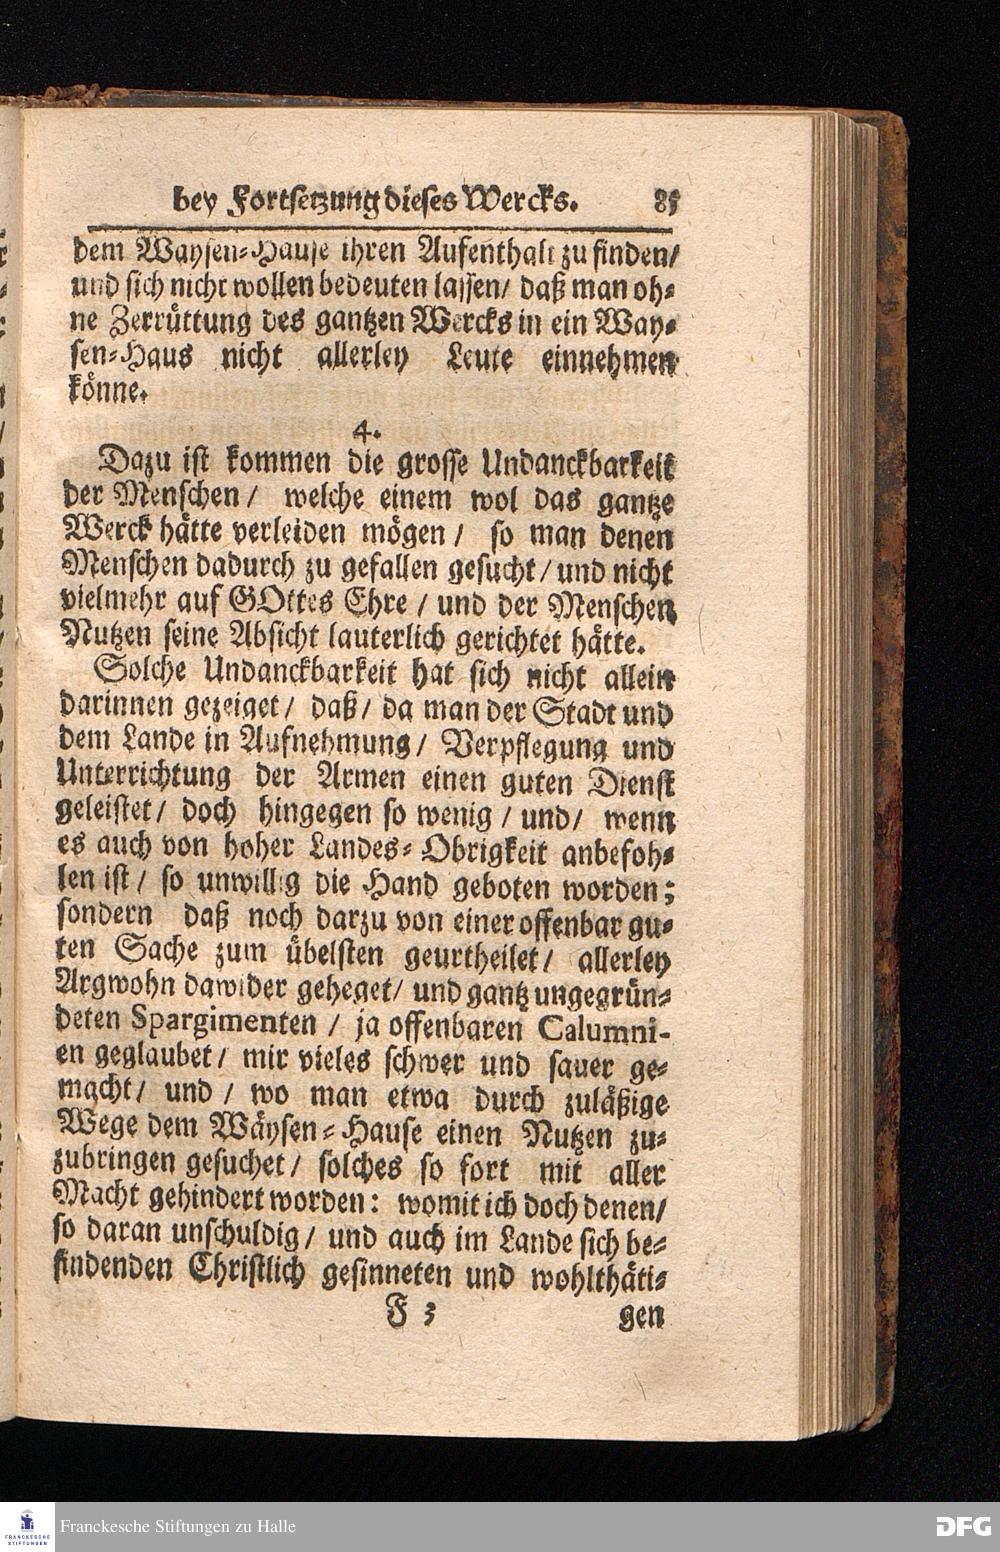 bey Fortsetzung dieses Wercks. 85
dem Waysen-Hause ihren Aufenthalt zu finden/
und sich nicht wollen bedeuten lassen/ daß man oh-
ne Zerrüttung des gantzen Wercks in ein Way-
sen-Haus nicht allerley Leute einnehmen
könne.
4.
Dazu ist kommen die grosse Undanckbarkeit
der Menschen/ welche einem wol das gantze
Werck hätte verleiden mögen/ so man denen
Menschen dadurch zu gefallen gesucht/ und nicht
vielmehr auf GOttes Ehre/ und der Menschen
Nutzen seine Absicht lauterlich gerichtet hätte.
Solche Undanckbarkeit hat sich nicht allein
darinnen gezeiget/ daß/ da man der Stadt und
dem Lande in Aufnehmung/ Verpflegung und
Unterrichtung der Armen einen guten Dienst
geleistet/ doch hingegen so wenig/ und/ wenn
es auch von hoher Landes-Obrigkeit anbefoh-
len ist/ so unwillig die Hand geboten worden;
sondern daß noch darzu von einer offenbar gu-
ten Sache zum übelsten geurtheilet/ allerley
Argwohn dawider geheget/ und gantz ungegrün-
deten Spargimenten/ ja offenbaren Calumni-
en geglaubet/ mir vieles schwer und sauer ge-
macht/ und/ wo man etwa durch zuläßige
Wege dem Wäysen-Hause einen Nutzen zu-
zubringen gesuchet/ solches so fort mit aller
Macht gehindert worden: womit ich doch denen/
so daran unschuldig/ und auch im Lande sich be-
findenden Christlich gesinneten und wohlthäti-
F 3 gen
FRANCKESCHE
STIFTUNGEN
Franckesche Stiftungen zu Halle
DFG